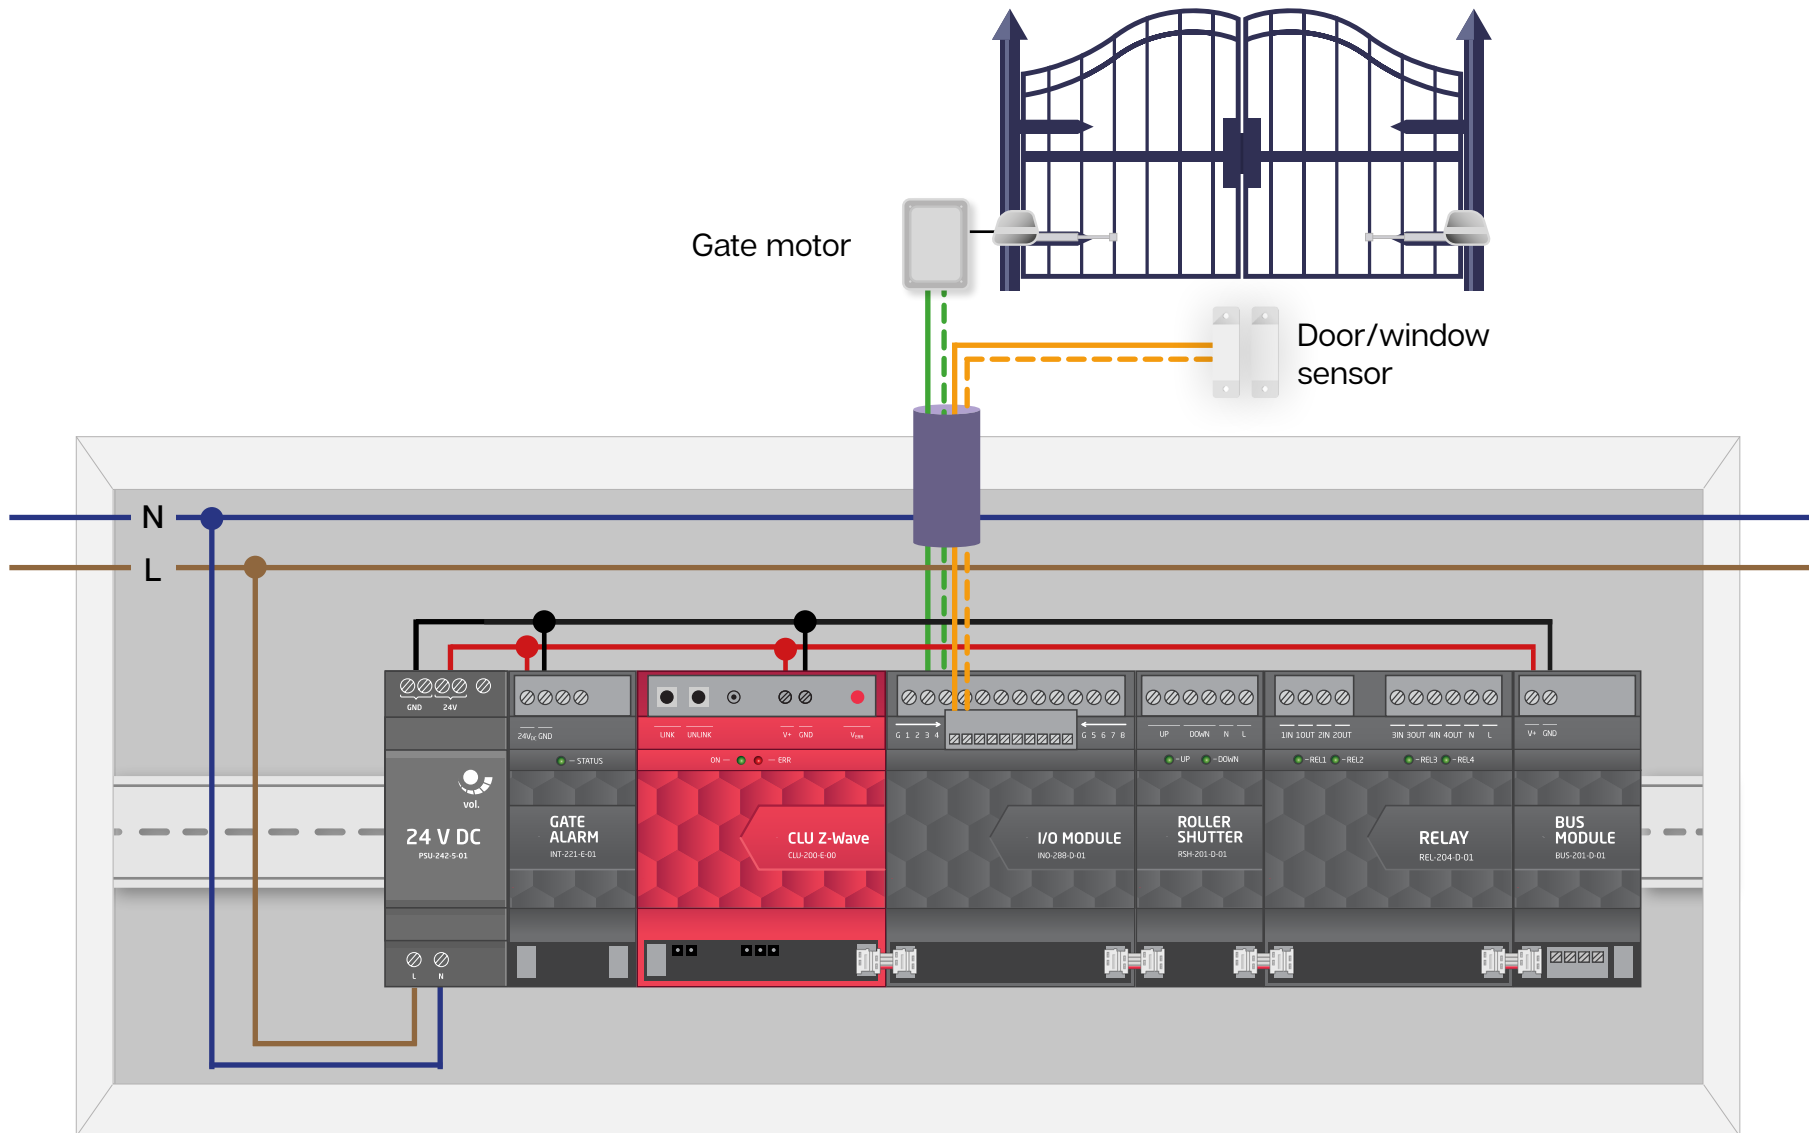 Gate motor
Door/window
sensor
N
L
GND 24V
24VDC GND
LINK UNLINK V+ GND VERR
G 1 2 3 4
G 5 6 7 8
UP DOWN N L
1IN 1OUT 2IN 2OUT
3IN 3OUT 4IN 4OUT N L
V+ GND
STATUS
ON ERR
UP DOWN
REL1 REL2
REL3 REL4
vol.
24 V DC
PSU-242-S-01
GATE
ALARM
INT-221-E-01
CLU Z-Wave
CLU-200-E-00
I/O MODULE
INO-288-D-01
ROLLER
SHUTTER
RSH-201-D-01
RELAY
REL-204-D-01
BUS
MODULE
BUS-201-D-01
L N